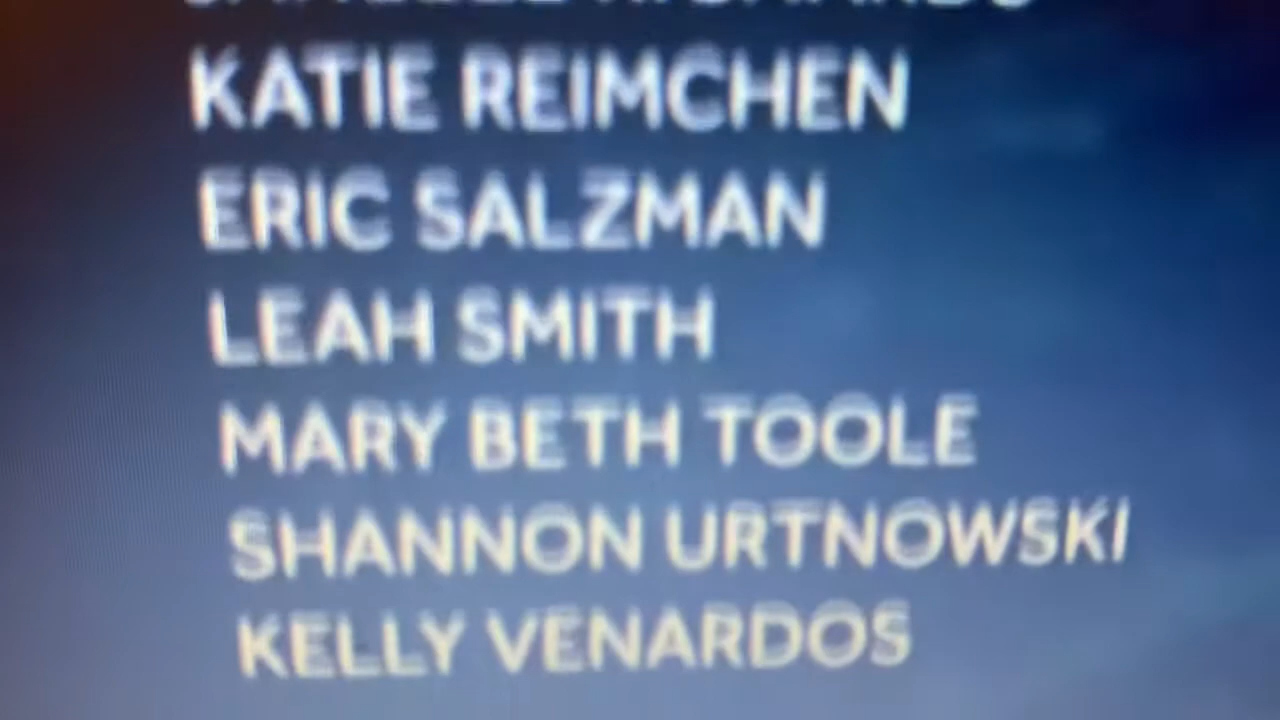 KATIE REIMCHEN
ERIC SALZMAN
LEAH SMITH
MARY BETH TOOLE
SHANNON URTNOWSKI
KELLY VENARDOS